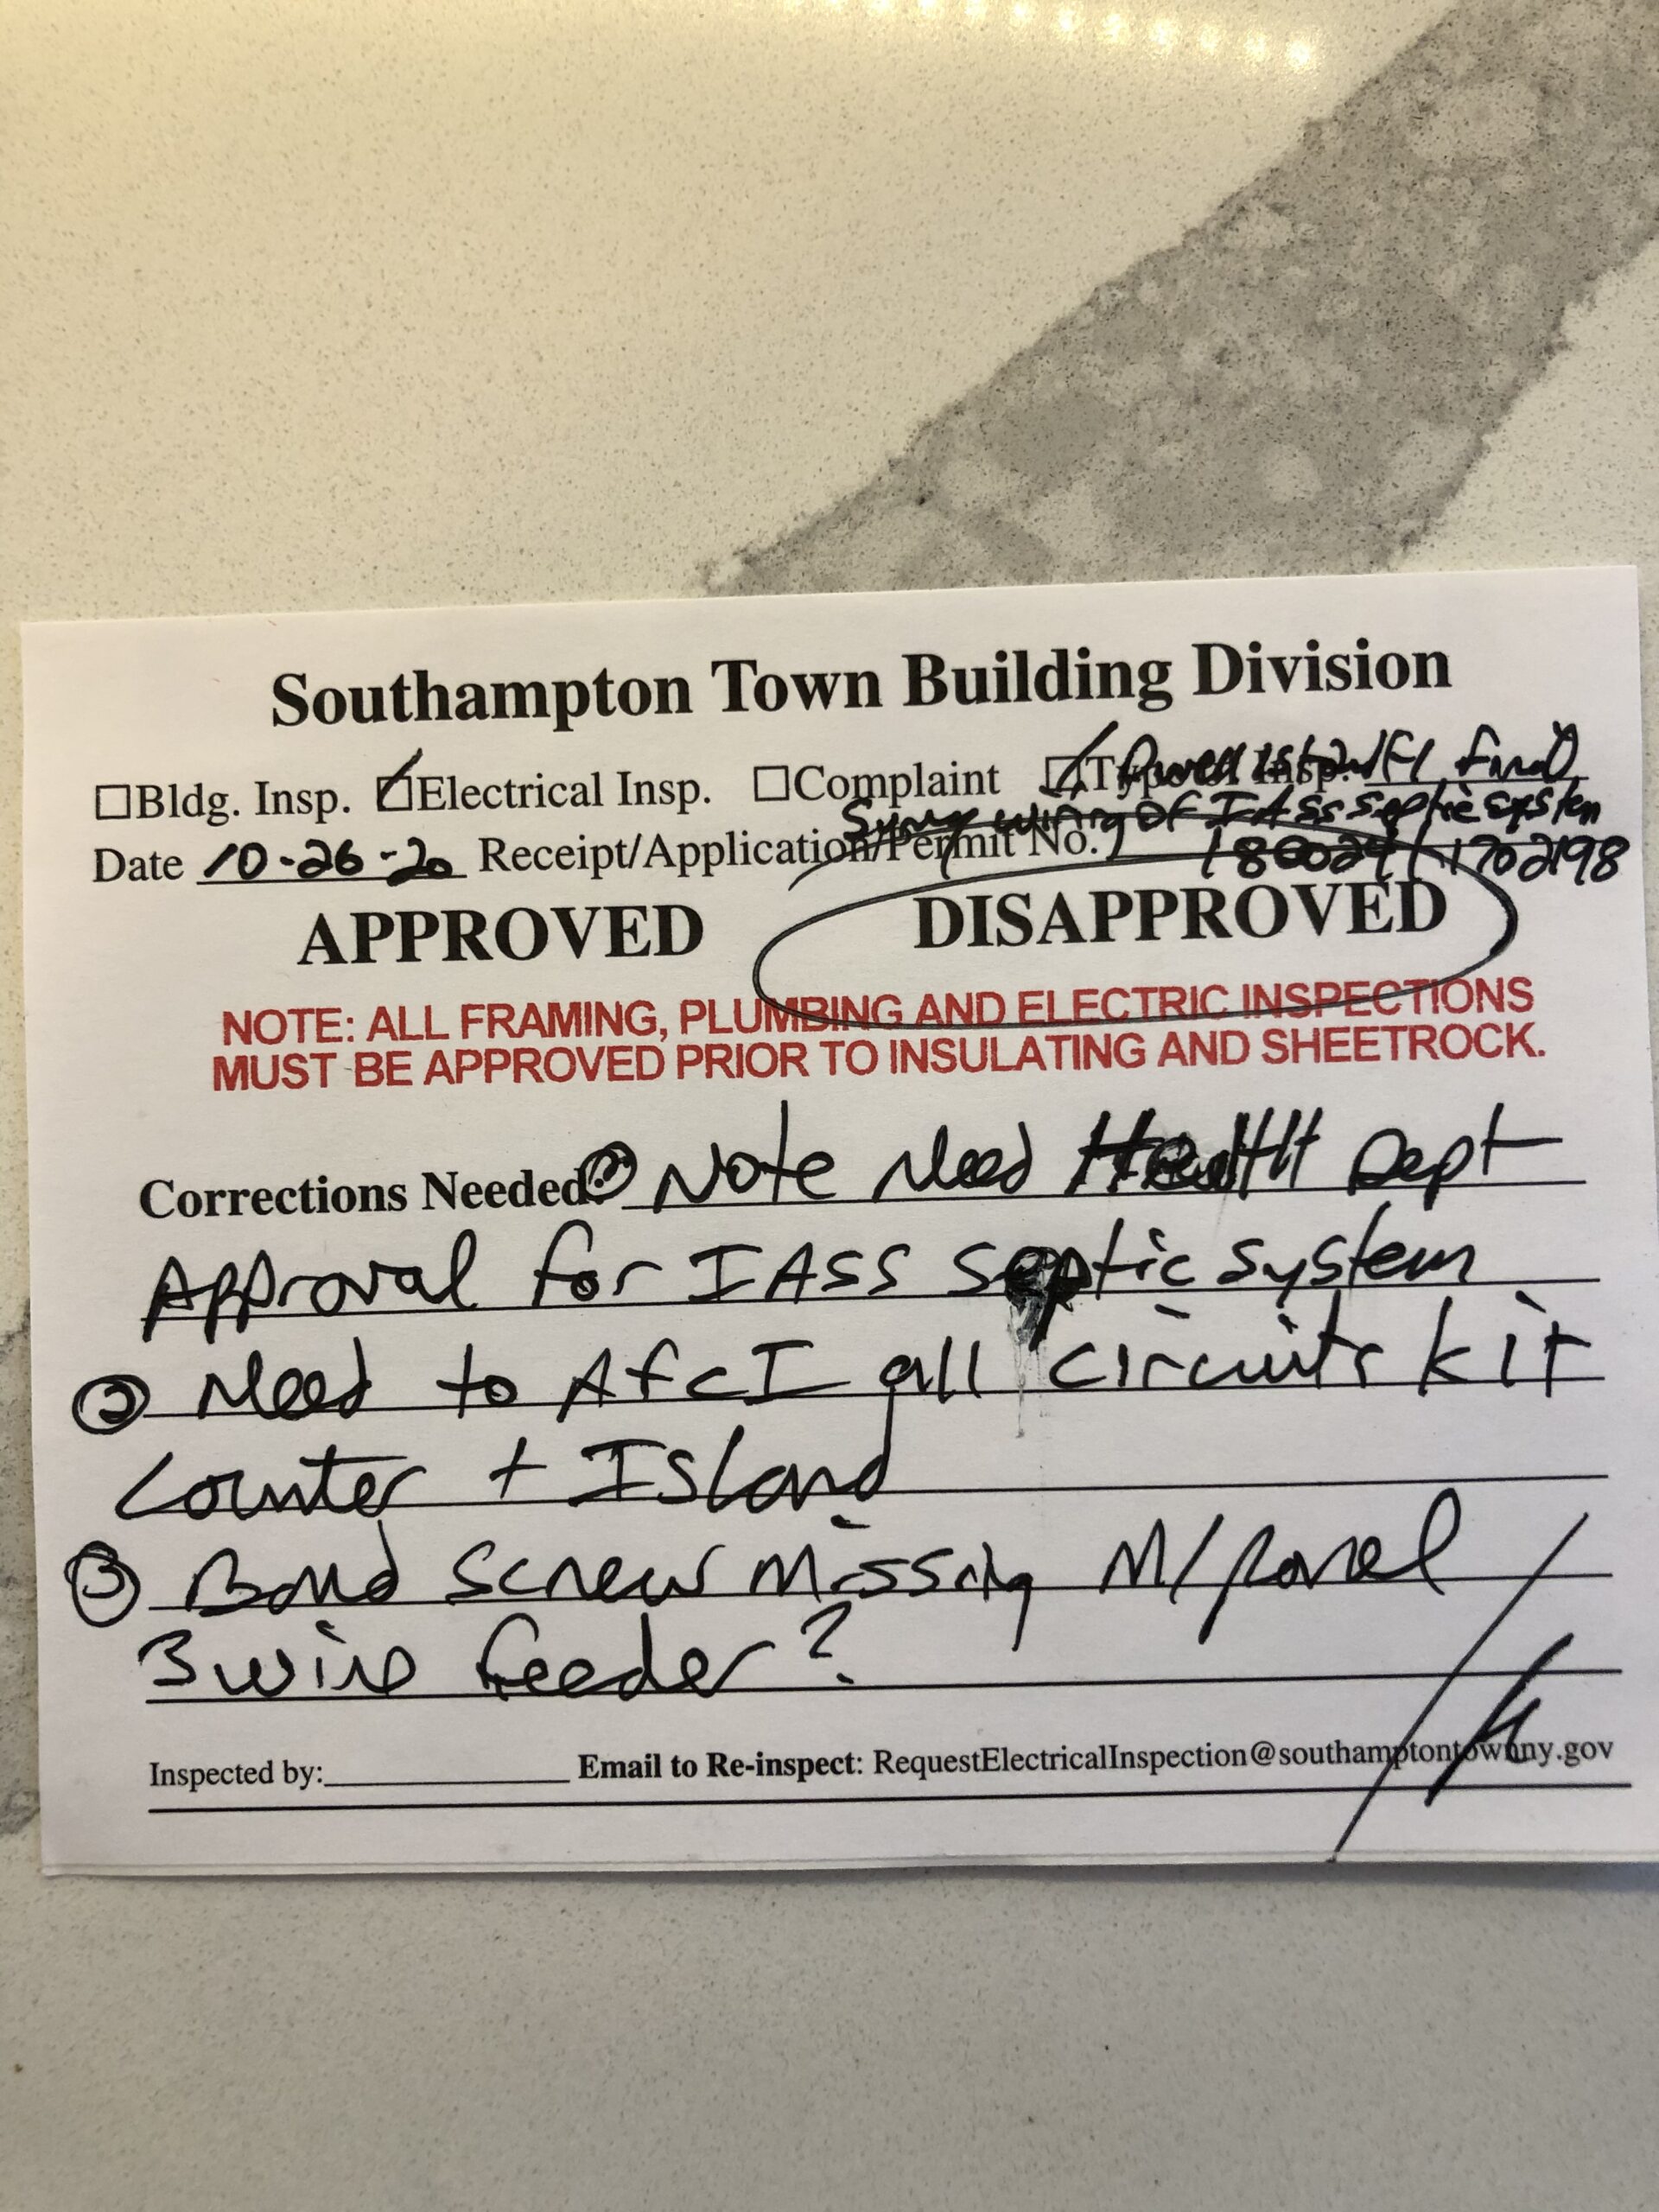 Southampton Town Building Division
☐Bldg. Insp. ☑Electrical Insp. ☐Complaint ☑Type of Insp. final
wiring of IASS septic system
Date 10-26-20 Receipt/Application/Permit No. 1702198
APPROVED DISAPPROVED
NOTE: ALL FRAMING, PLUMBING AND ELECTRIC INSPECTIONS
MUST BE APPROVED PRIOR TO INSULATING AND SHEETROCK.
Corrections Needed: Note Need Health Dept
Approval for IASS septic system
② Need to AfcI all circuits kit
Counter + Island
③ Bond screw missing M/panel
3 wire feeder?
Inspected by: Email to Re-inspect: RequestElectricalInspection@southamptontownny.gov